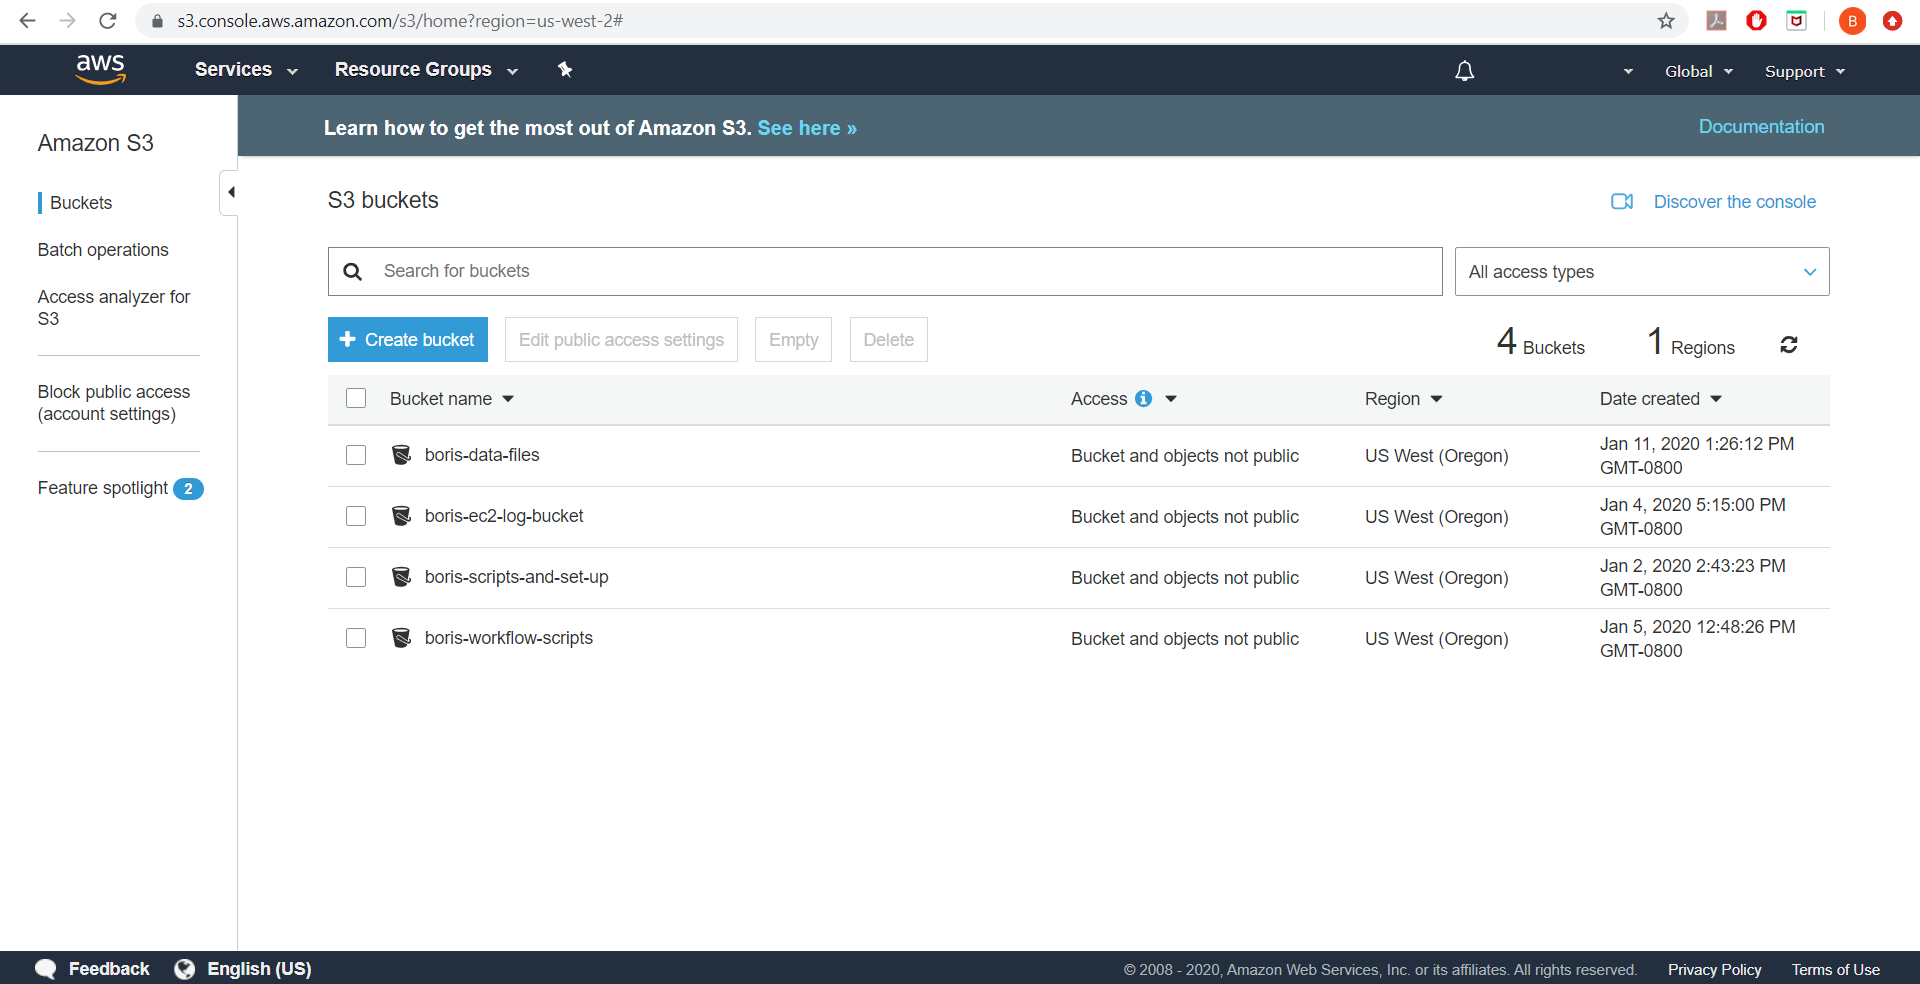 s3.console.aws.amazon.com/s3/home?region=us-west-2#
B
aws Services Resource Groups Global Support
Learn how to get the most out of Amazon S3. See here » Documentation
Amazon S3
Buckets
Batch operations
Access analyzer for
S3
Block public access
(account settings)
Feature spotlight 2
S3 buckets
Discover the console
Search for buckets
All access types
Create bucket Edit public access settings Empty Delete
4 Buckets 1 Regions
Bucket name Access Region Date created
boris-data-files Bucket and objects not public US West (Oregon) Jan 11, 2020 1:26:12 PM
GMT-0800
boris-ec2-log-bucket Bucket and objects not public US West (Oregon) Jan 4, 2020 5:15:00 PM
GMT-0800
boris-scripts-and-set-up Bucket and objects not public US West (Oregon) Jan 2, 2020 2:43:23 PM
GMT-0800
boris-workflow-scripts Bucket and objects not public US West (Oregon) Jan 5, 2020 12:48:26 PM
GMT-0800
Feedback English (US) © 2008 - 2020, Amazon Web Services, Inc. or its affiliates. All rights reserved. Privacy Policy Terms of Use